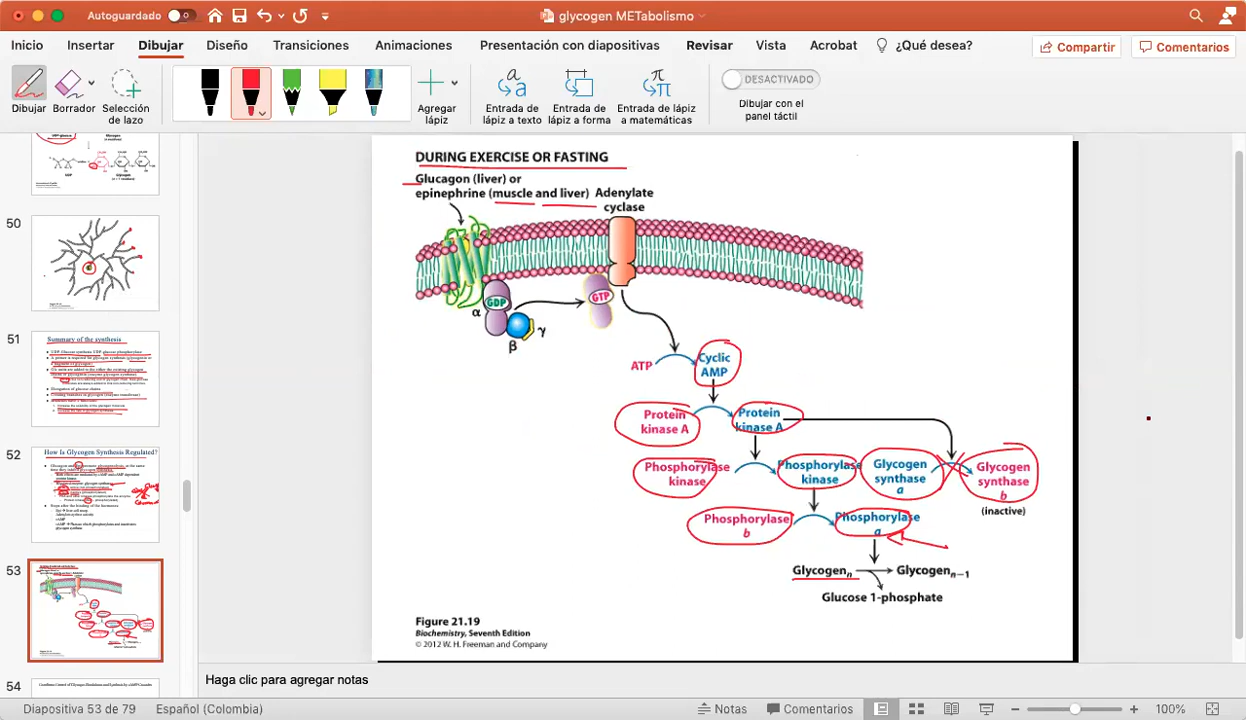 Autoguardado
glycogen METabolismo
Inicio
Insertar
Dibujar
Diseño
Transiciones
Animaciones
Presentación con diapositivas
Revisar
Vista
Acrobat
¿Qué desea?
Compartir
Comentarios
Dibujar
Borrador
Selección
de lazo
Agregar
lápiz
Entrada de
lápiz a texto
Entrada de
lápiz a forma
Entrada de lápiz
a matemáticas
DESACTIVADO
Dibujar con el
panel táctil
50
51
Summary of the synthesis
52
How Is Glycogen Synthesis Regulated?
53
54
DURING EXERCISE OR FASTING
Glucagon (liver) or
epinephrine (muscle and liver)
Adenylate
cyclase
GDP
GTP
α
β
γ
ATP
Cyclic
AMP
Protein
kinase A
Protein
kinase A
Phosphorylase
kinase
Phosphorylase
kinase
Glycogen
synthase
a
Glycogen
synthase
b
(inactive)
Phosphorylase
b
Phosphorylase
a
Glycogenn
Glycogenn–1
Glucose 1-phosphate
Figure 21.19
Biochemistry, Seventh Edition
© 2012 W. H. Freeman and Company
Haga clic para agregar notas
Diapositiva 53 de 79
Español (Colombia)
Notas
Comentarios
100%